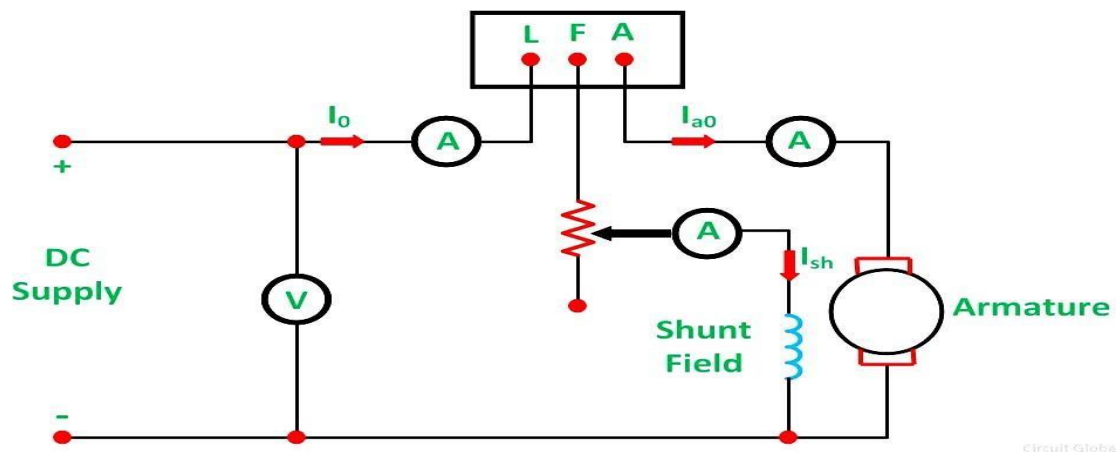 L F A
I0
A
Ia0
A
+
A
DC
Supply
Ish
V
Armature
Shunt
Field
-
Circuit Globe